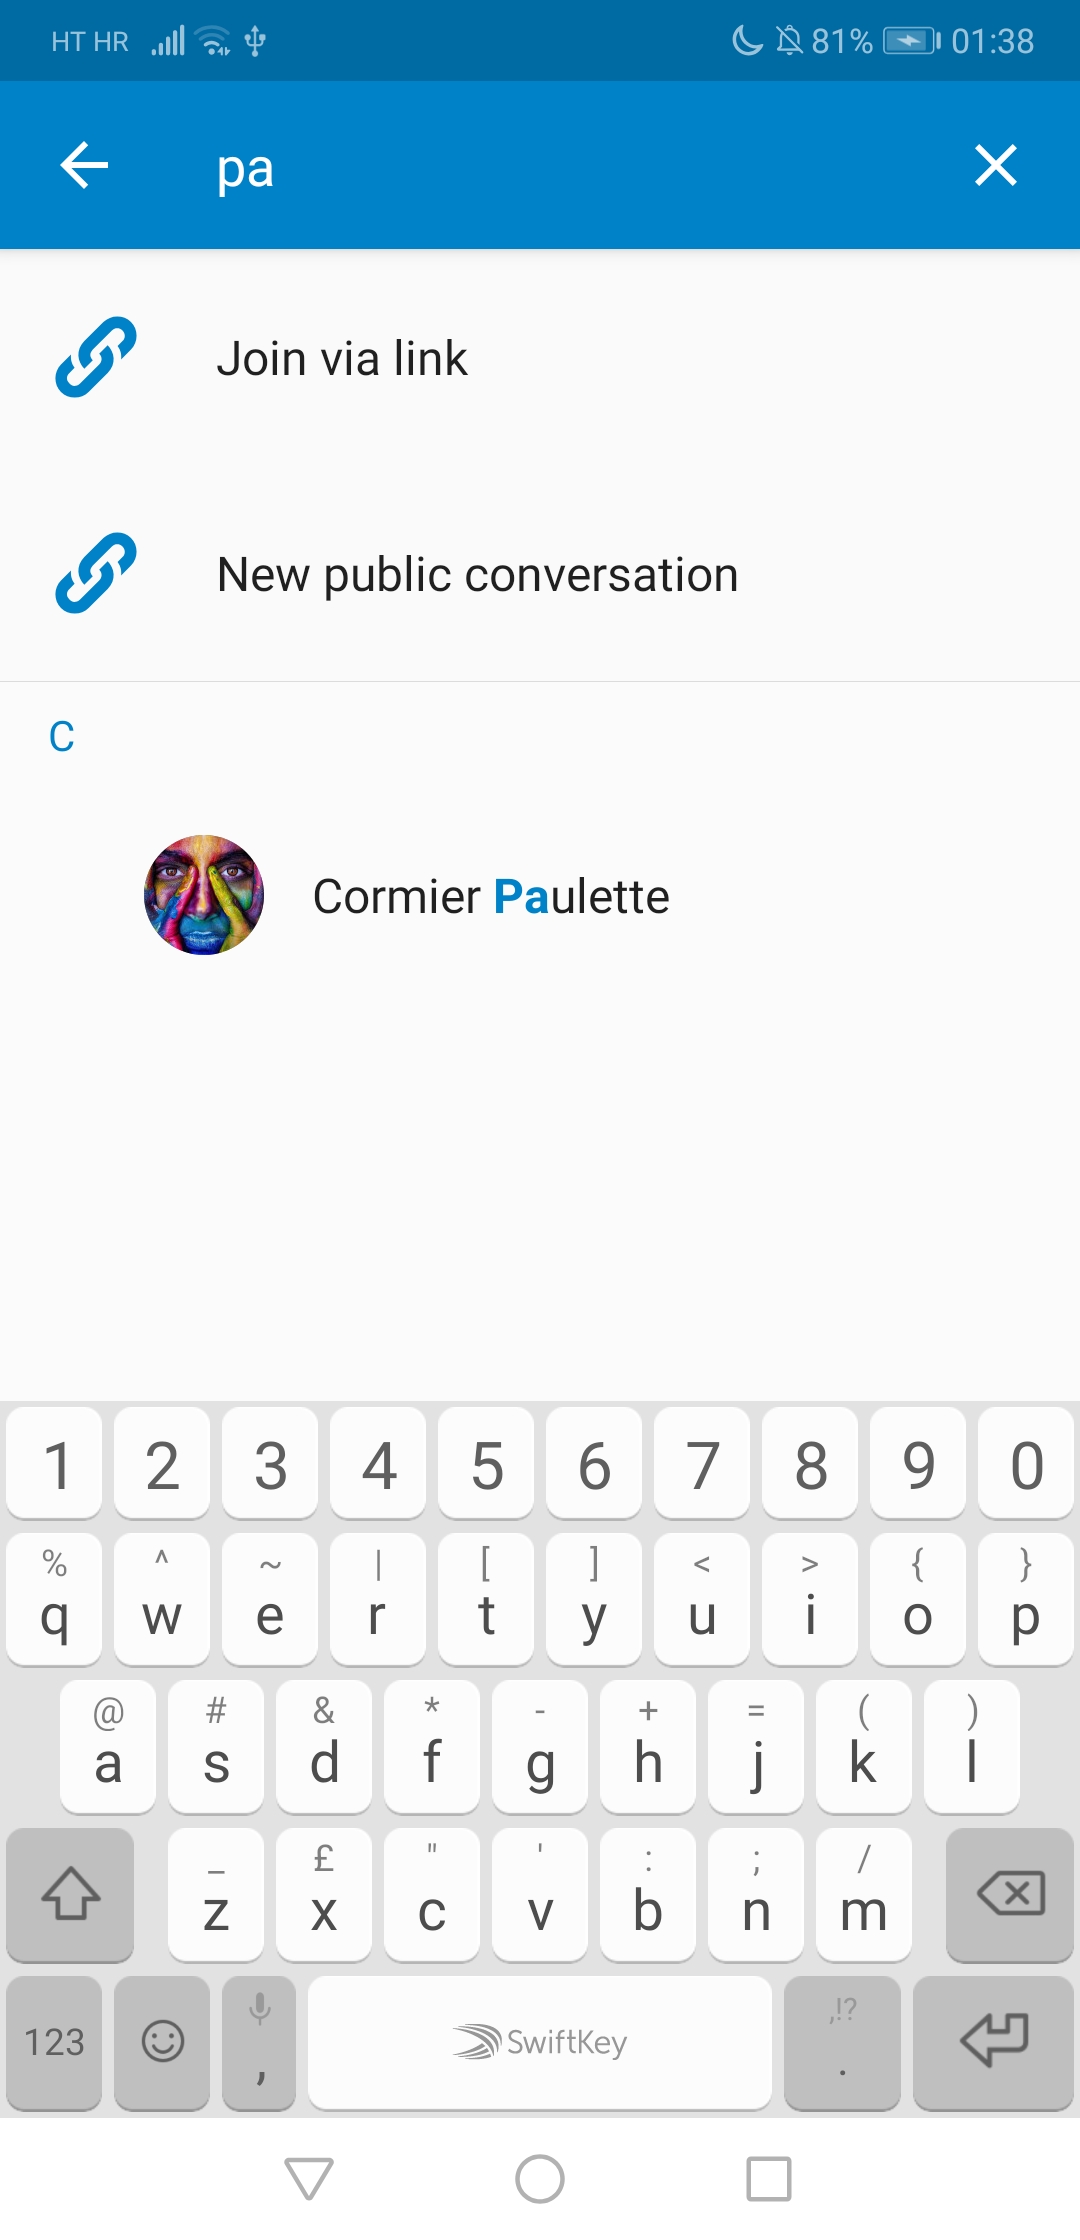 HT HR 81% 01:38
pa
Join via link
New public conversation
C
Cormier Paulette
1 2 3 4 5 6 7 8 9 0
% ^ ~ | [ ] < > { }
q w e r t y u i o p
@ # & * - + = ( )
a s d f g h j k l
_ £ " ' : ; /
z x c v b n m
,!?
123 , SwiftKey .